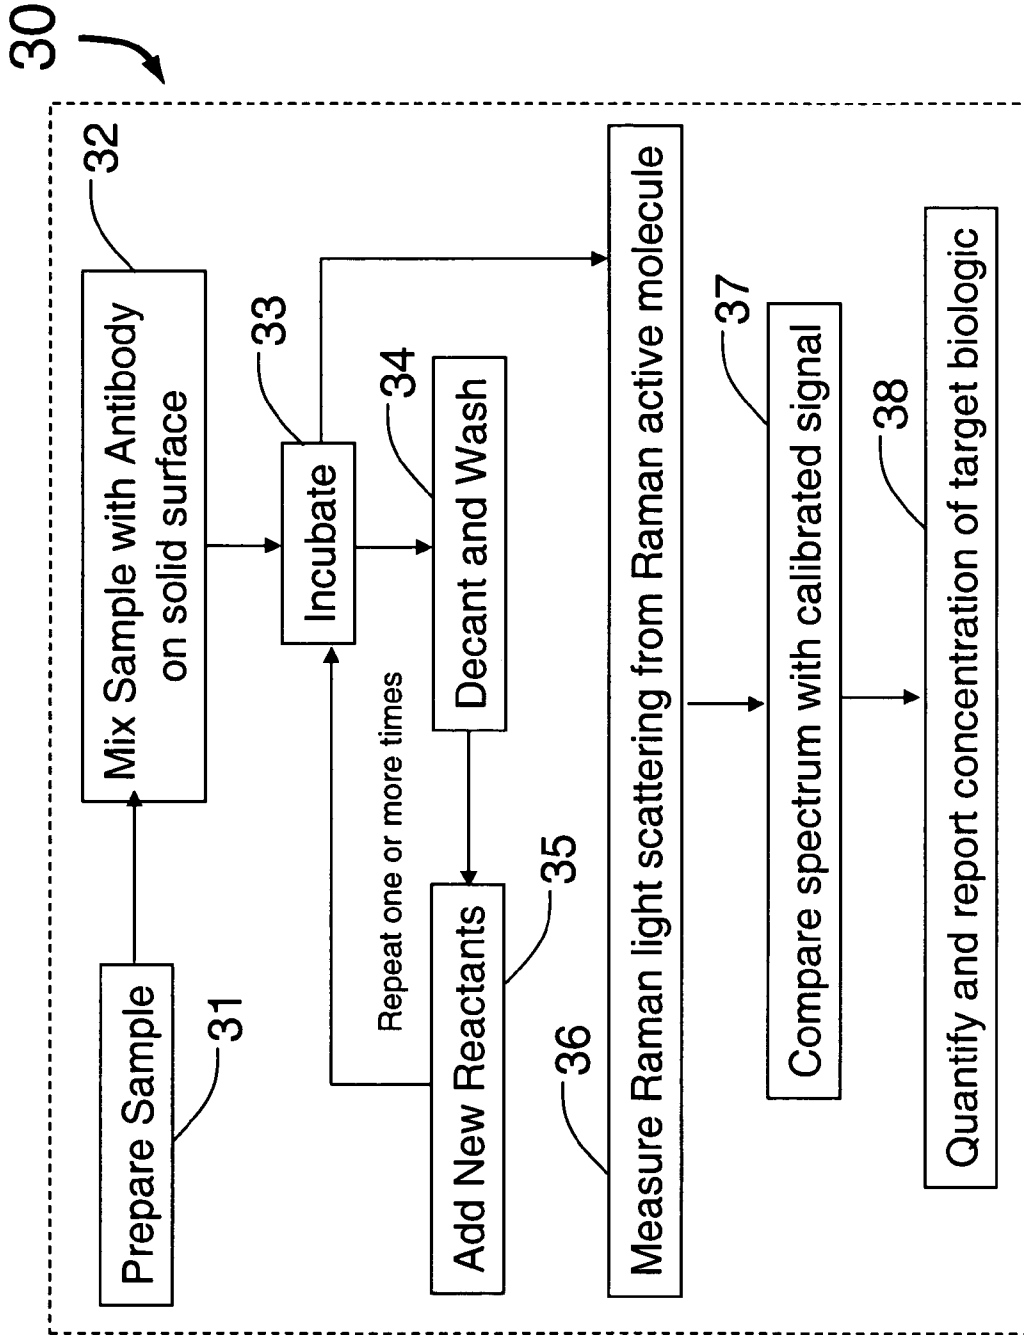 30
Prepare Sample
31
Mix Sample with Antibody
on solid surface
32
Incubate
33
Decant and Wash
34
Repeat one or more times
Add New Reactants
35
36
Measure Raman light scattering from Raman active molecule
37
Compare spectrum with calibrated signal
38
Quantify and report concentration of target biologic